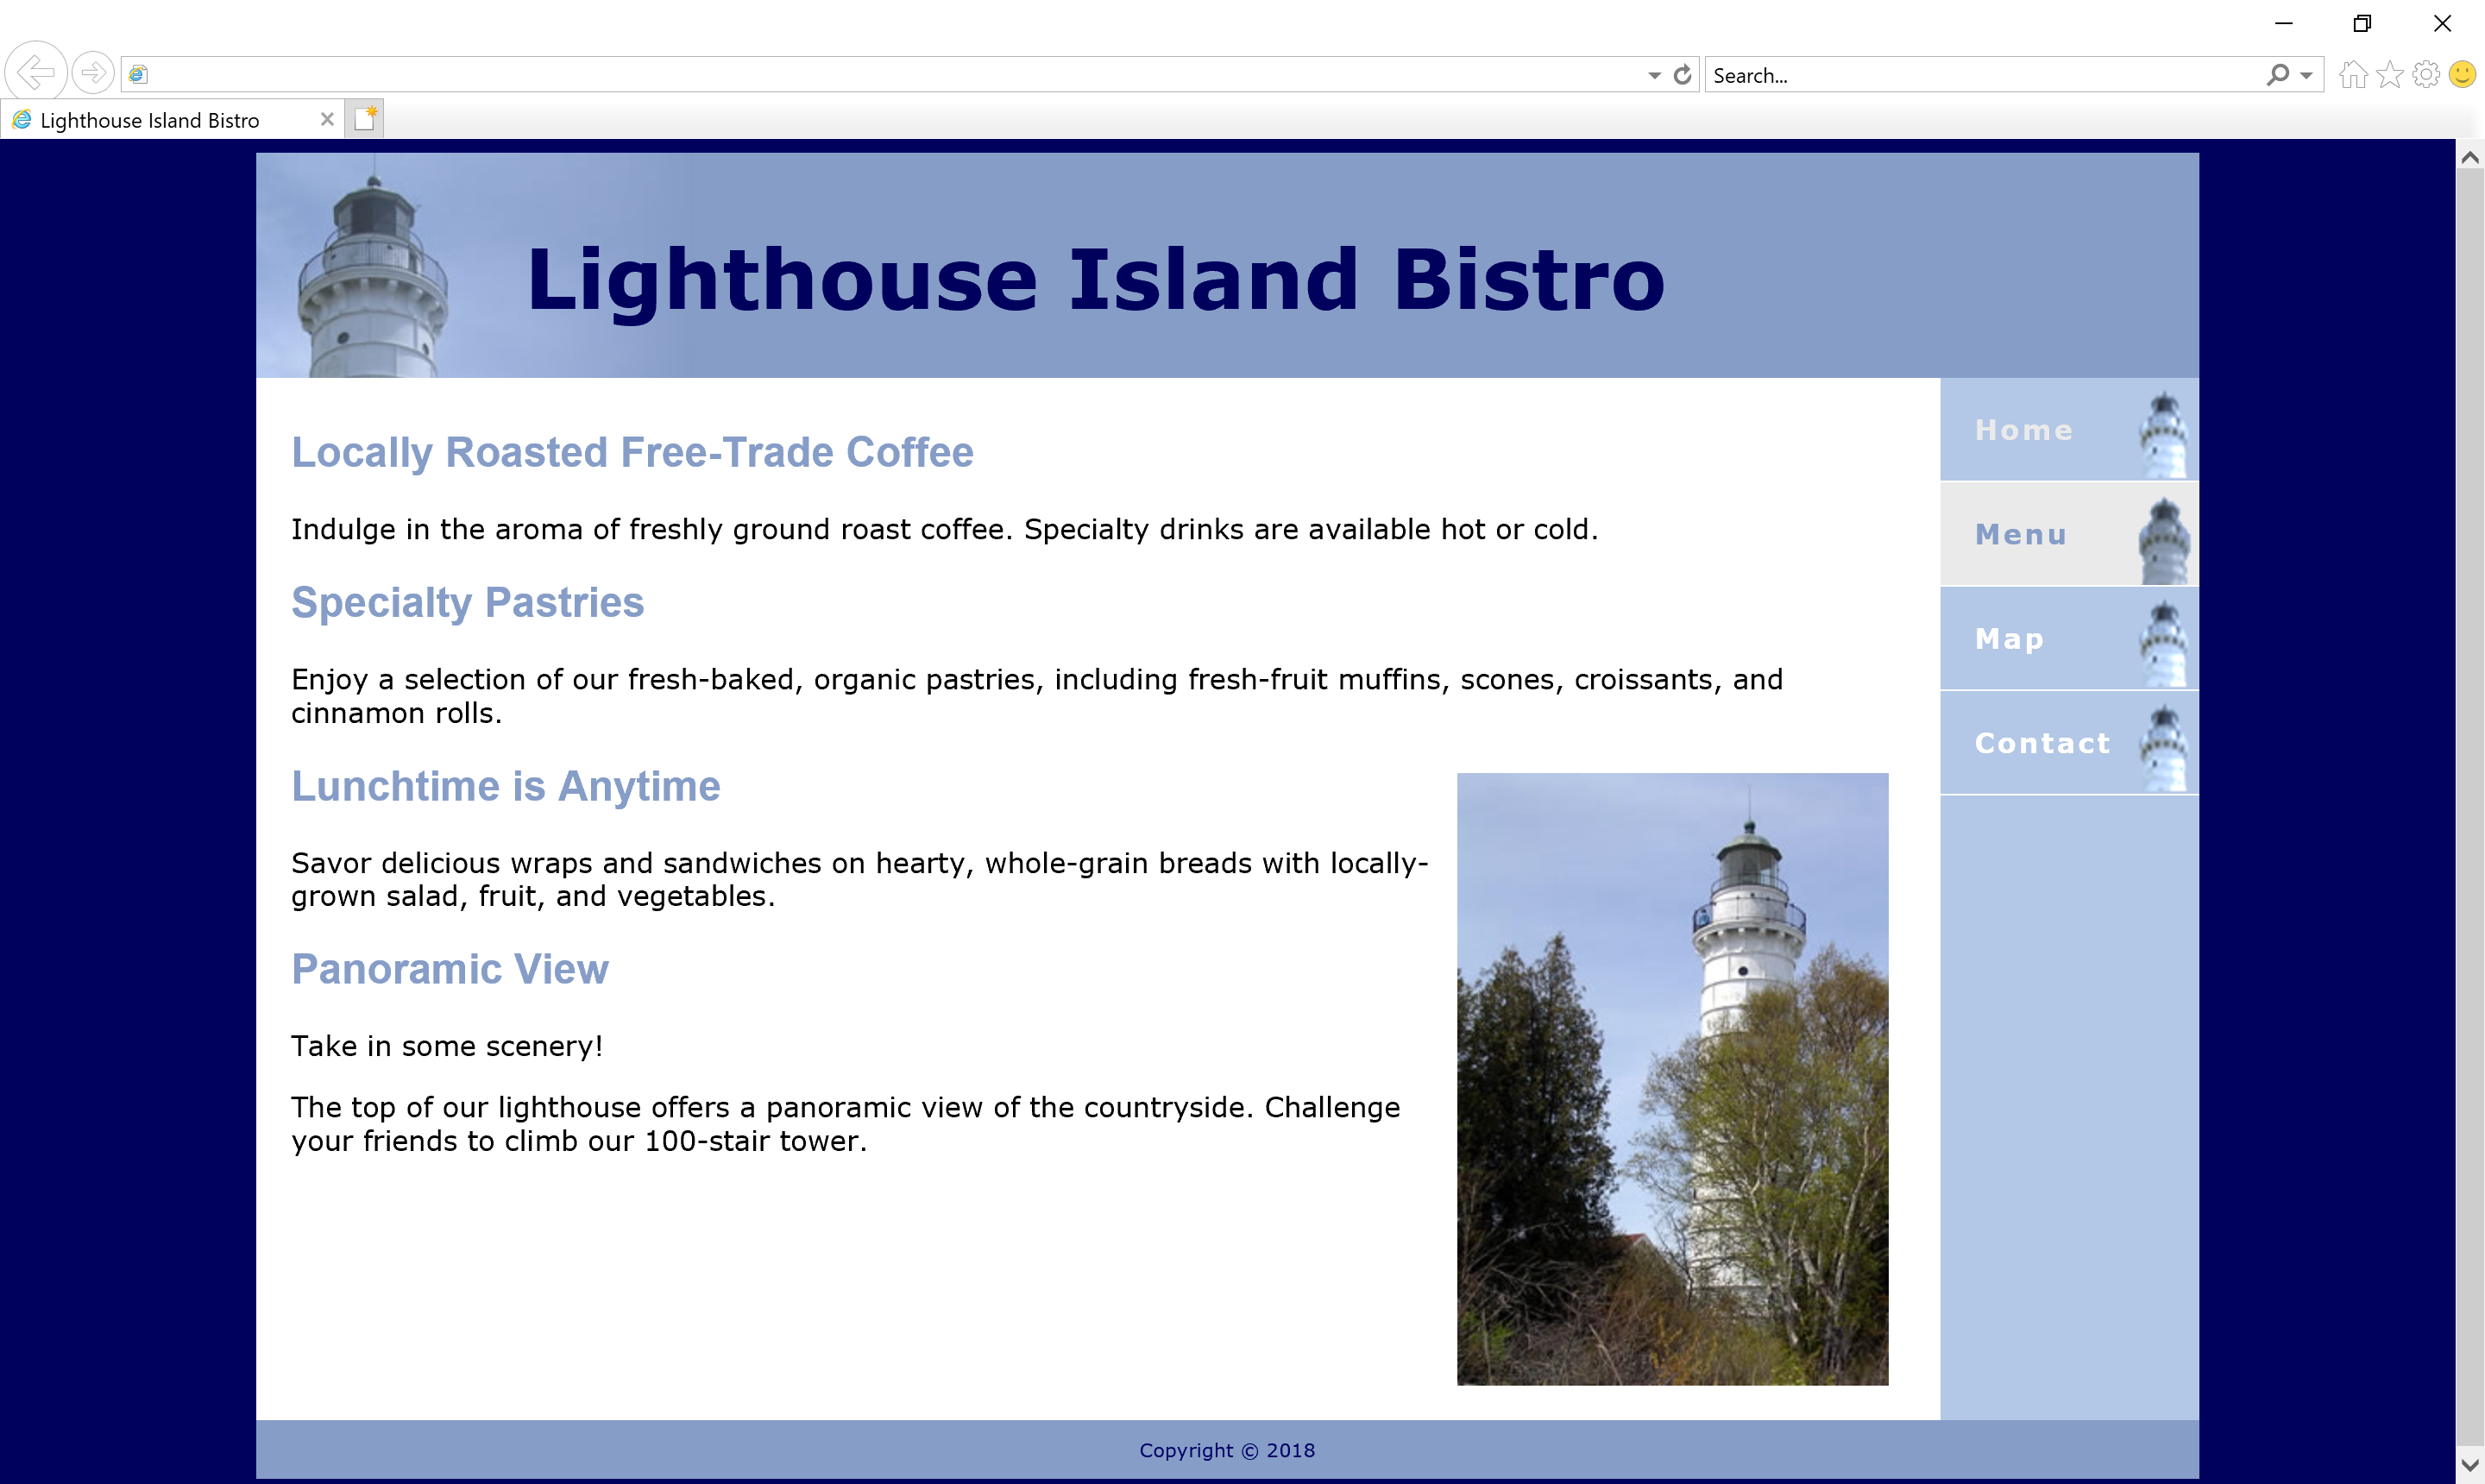 Search...
Lighthouse Island Bistro
Lighthouse Island Bistro
Home
Menu
Map
Contact
Locally Roasted Free-Trade Coffee
Indulge in the aroma of freshly ground roast coffee. Specialty drinks are available hot or cold.
Specialty Pastries
Enjoy a selection of our fresh-baked, organic pastries, including fresh-fruit muffins, scones, croissants, and
cinnamon rolls.
Lunchtime is Anytime
Savor delicious wraps and sandwiches on hearty, whole-grain breads with locally-
grown salad, fruit, and vegetables.
Panoramic View
Take in some scenery!
The top of our lighthouse offers a panoramic view of the countryside. Challenge
your friends to climb our 100-stair tower.
Copyright © 2018